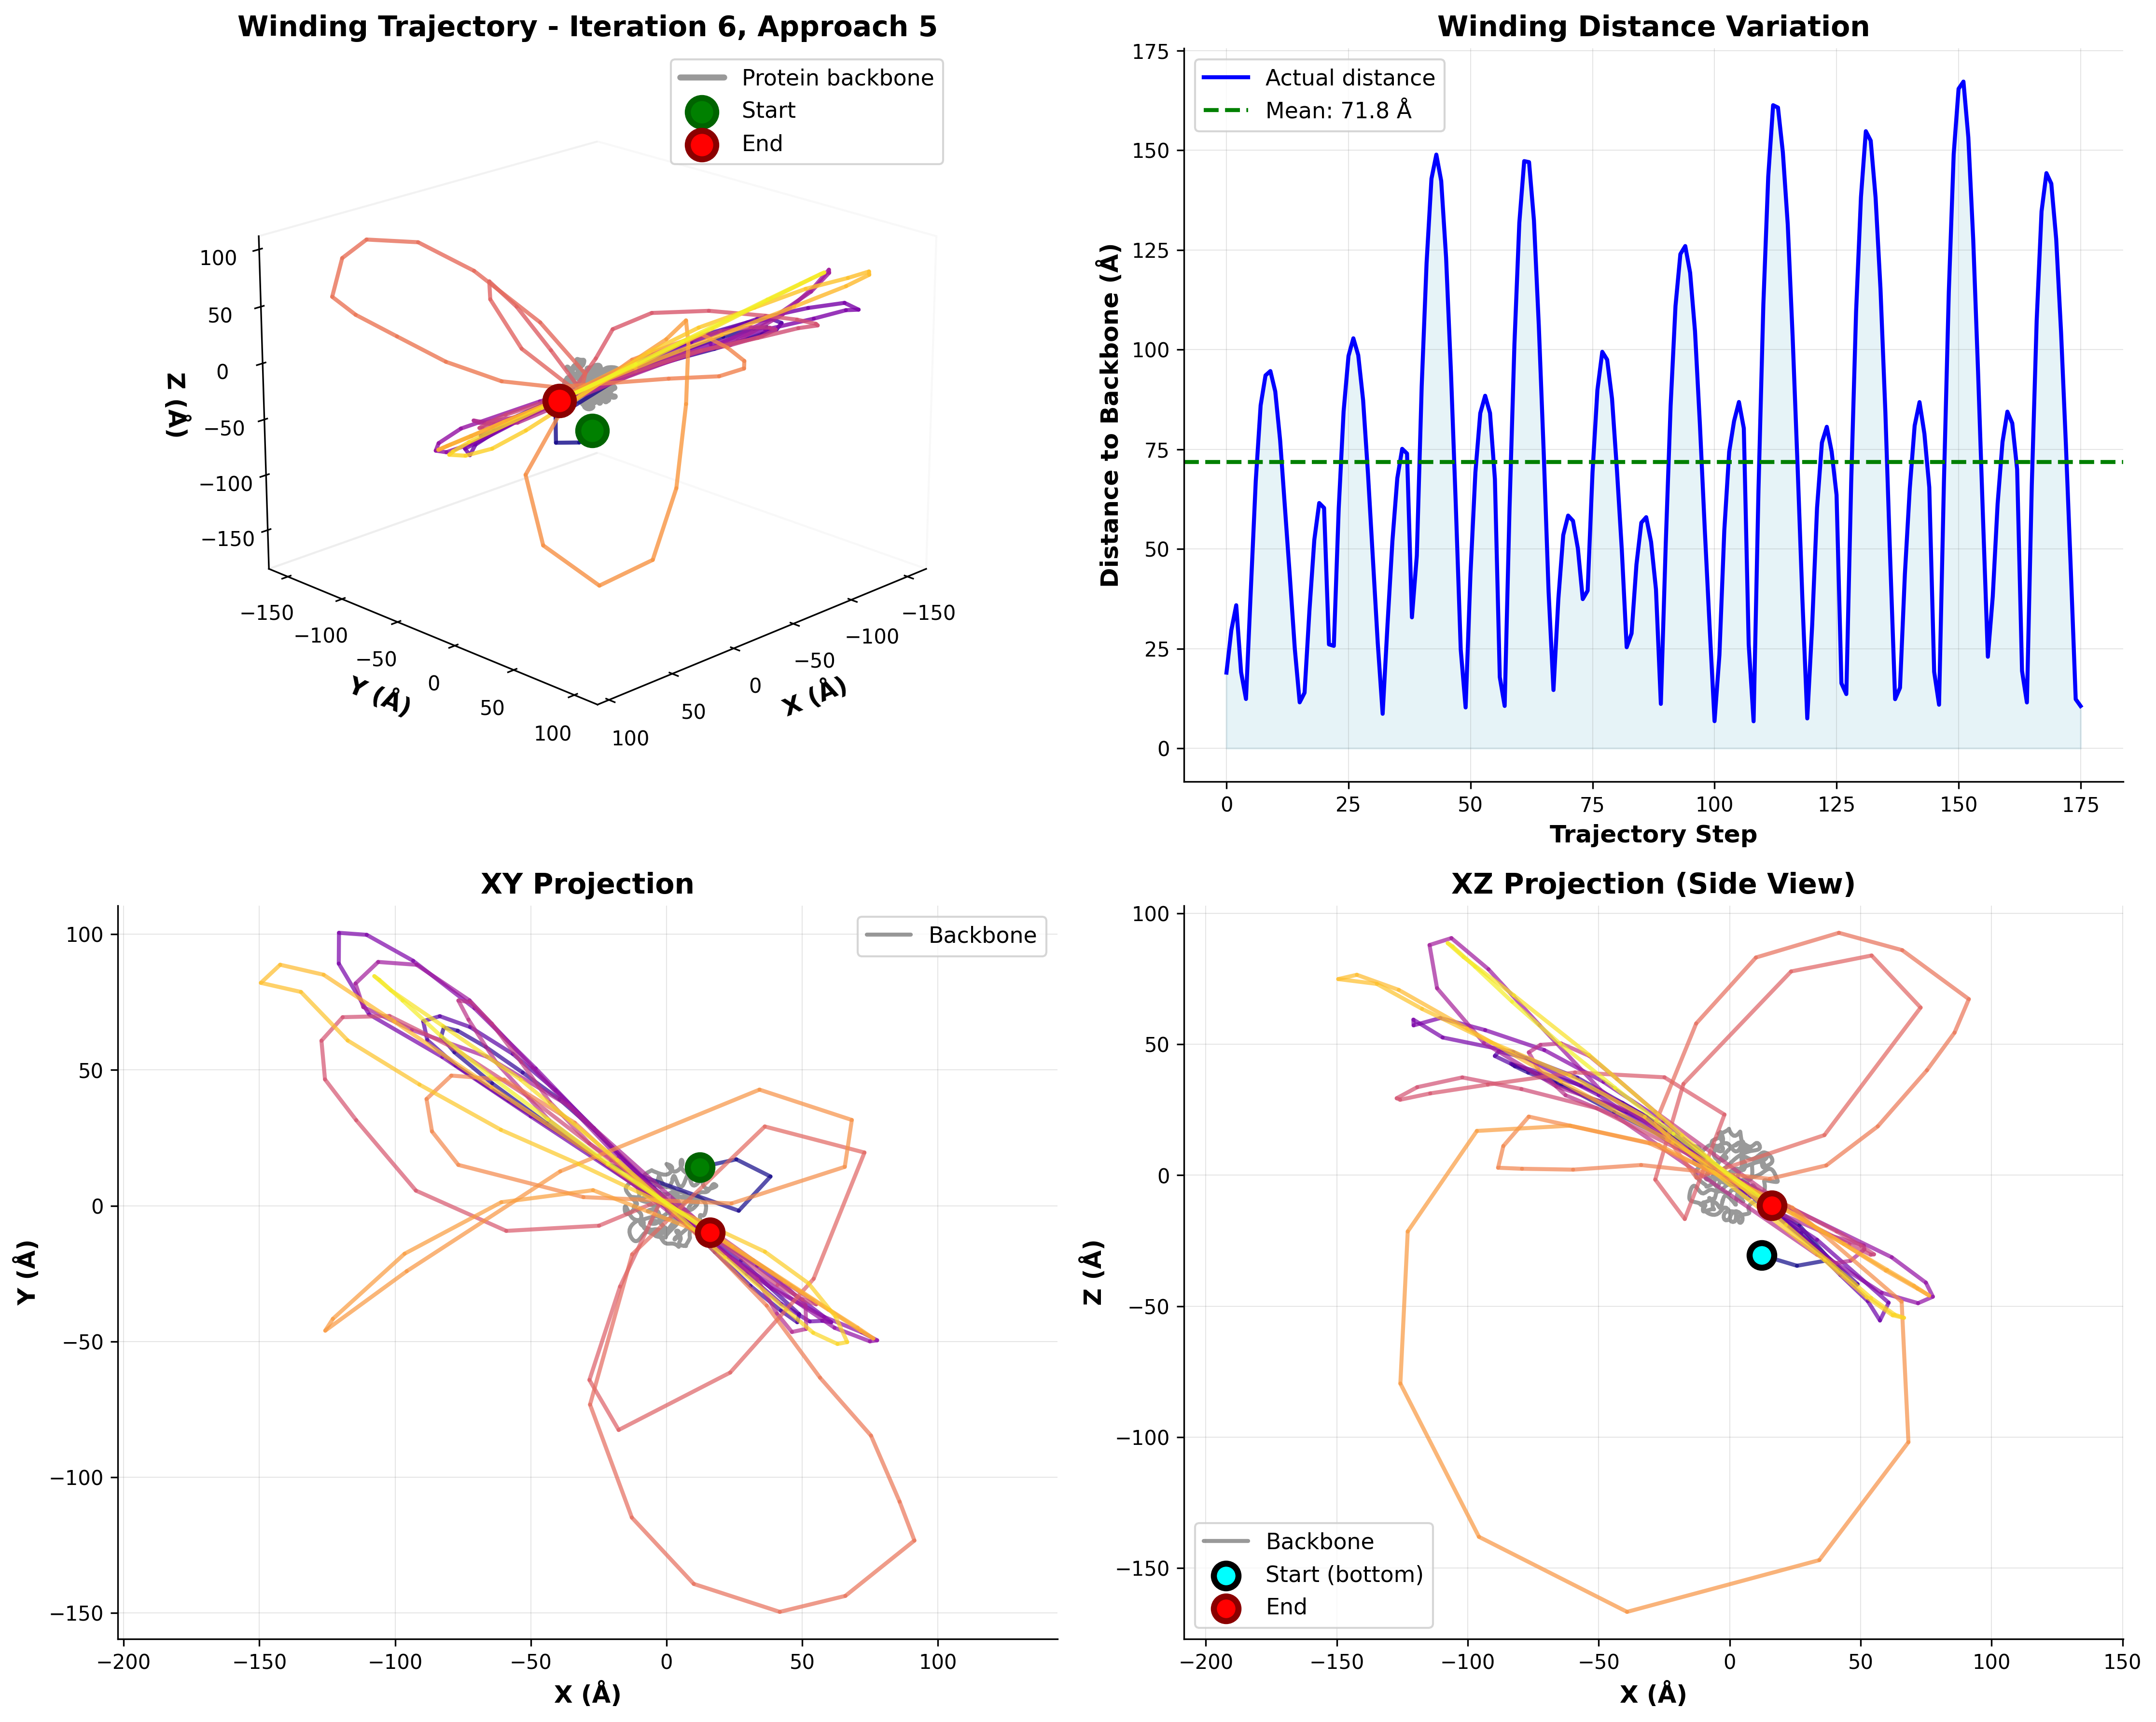 Winding Trajectory - Iteration 6, Approach 5
Protein backbone
Start
End
100
50
0
−50
−100
−150
Z (Å)
−150
−100
−50
0
50
100
Y (Å)
100
50
0
−50
−100
−150
X (Å)
Winding Distance Variation
Actual distance
Mean: 71.8 Å
175
150
125
100
75
50
25
0
Distance to Backbone (Å)
0 25 50 75 100 125 150 175
Trajectory Step
XY Projection
Backbone
100
50
0
−50
−100
−150
Y (Å)
−200 −150 −100 −50 0 50 100
X (Å)
XZ Projection (Side View)
100
50
0
−50
−100
−150
Z (Å)
Backbone
Start (bottom)
End
−200 −150 −100 −50 0 50 100 150
X (Å)